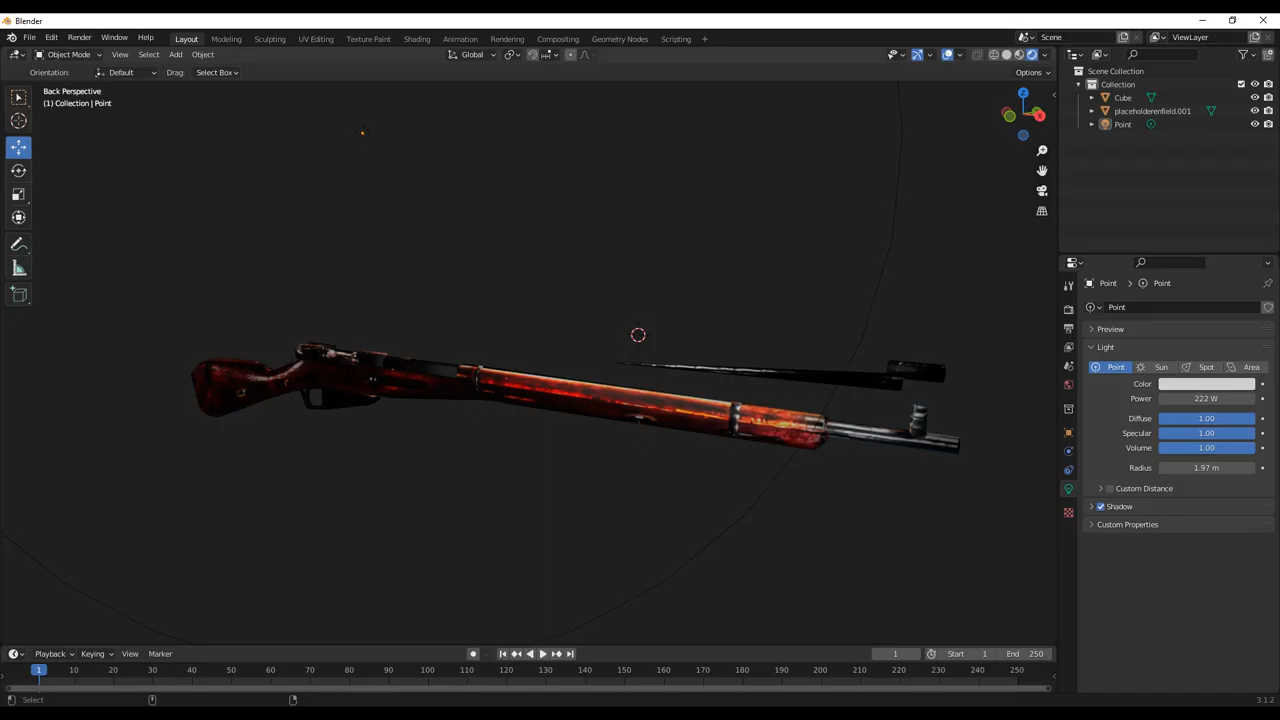 Blender
File Edit Render Window Help Layout Modeling Sculpting UV Editing Texture Paint Shading Animation Rendering Compositing Geometry Nodes Scripting + Scene ViewLayer
Object Mode View Select Add Object Global
Orientation: Default Drag: Select Box Options
Back Perspective
(1) Collection | Point
Z
X
Scene Collection
Collection
Cube
placeholderenfield.001
Point
Point Point
Point
Preview
Light
Point Sun Spot Area
Color
Power 222 W
Diffuse 1.00
Specular 1.00
Volume 1.00
Radius 1.97 m
Custom Distance
Shadow
Custom Properties
Playback Keying View Marker 1 Start 1 End 250
1 10 20 30 40 50 60 70 80 90 100 110 120 130 140 150 160 170 180 190 200 210 220 230 240 250
Select 3.1.2